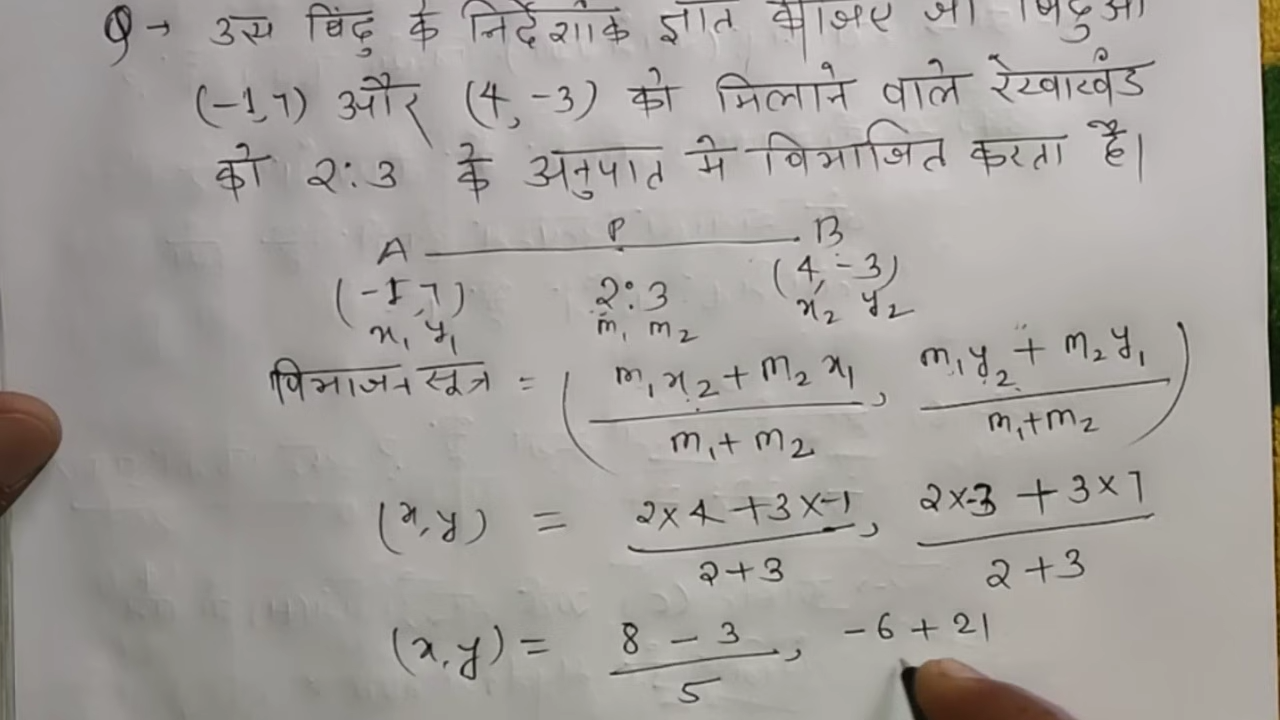 Q → उस बिंदु के निर्देशांक ज्ञात कीजिए जो बिंदुओं
(-1,7) और (4,-3) को मिलाने वाले रेखाखंड
को 2:3 के अनुपात मे विभाजित करता है।
A P B
(-1,7) 2:3 (4,-3)
x₁ y₁ m₁ m₂ x₂ y₂
विभाजन सूत्र = ( (m₁x₂ + m₂x₁)/(m₁ + m₂), (m₁y₂ + m₂y₁)/(m₁+m₂) )
(x,y) = (2×4+3×-1)/(2+3), (2×-3+3×7)/(2+3)
(x,y) = (8-3)/5, -6+21